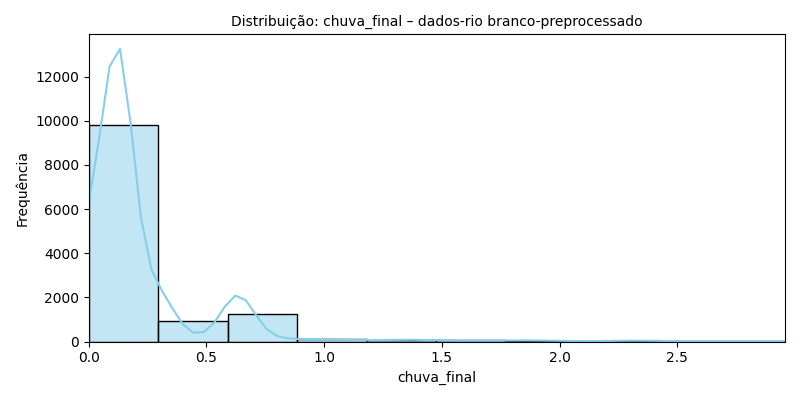 Distribuição: chuva_final – dados-rio branco-preprocessado
Frequência
12000
10000
8000
6000
4000
2000
0
0.0 0.5 1.0 1.5 2.0 2.5
chuva_final